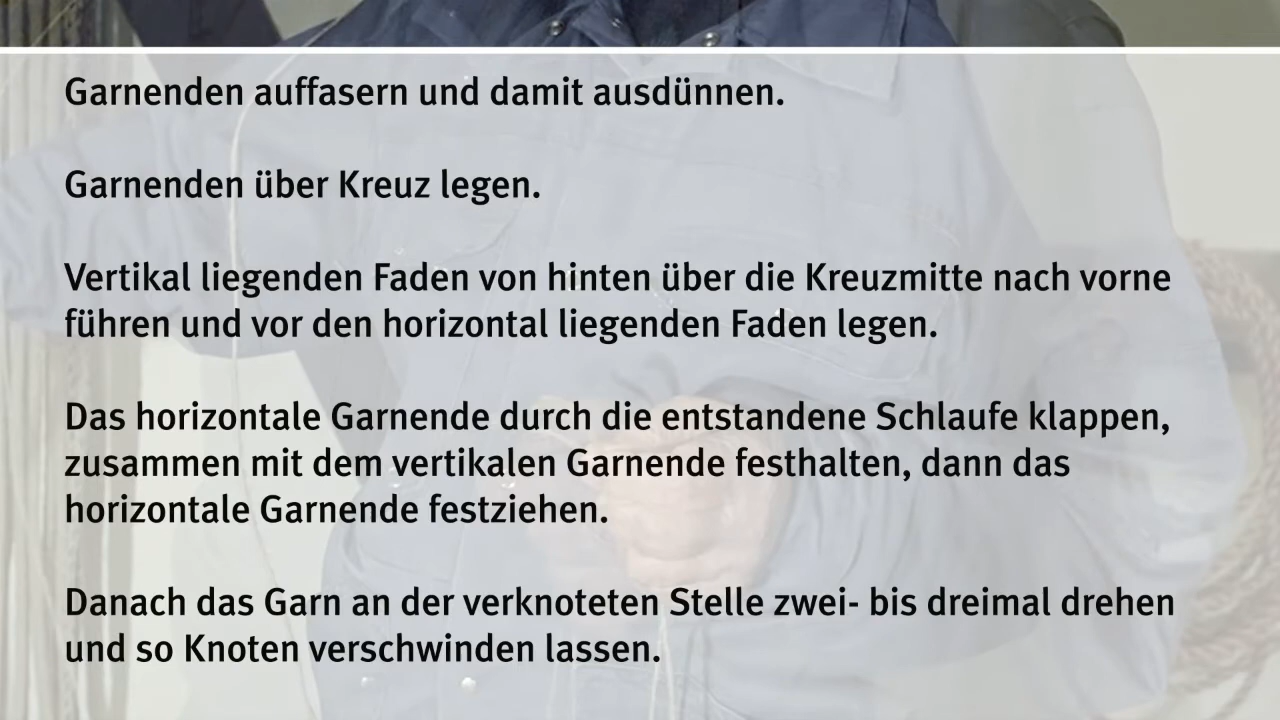 Garnenden auffasern und damit ausdünnen.
Garnenden über Kreuz legen.
Vertikal liegenden Faden von hinten über die Kreuzmitte nach vorne
führen und vor den horizontal liegenden Faden legen.
Das horizontale Garnende durch die entstandene Schlaufe klappen,
zusammen mit dem vertikalen Garnende festhalten, dann das
horizontale Garnende festziehen.
Danach das Garn an der verknoteten Stelle zwei- bis dreimal drehen
und so Knoten verschwinden lassen.